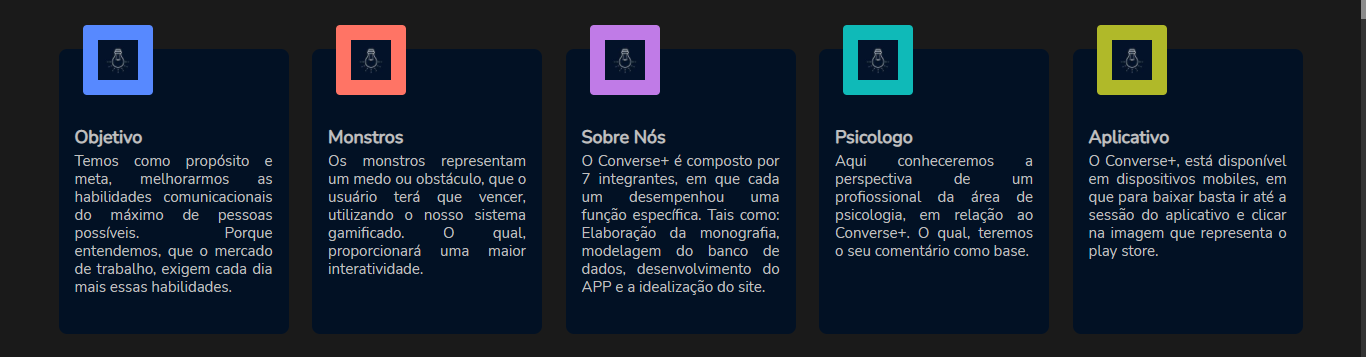 Objetivo
Temos como propósito e
meta, melhorarmos as
habilidades comunicacionais
do máximo de pessoas
possíveis. Porque
entendemos, que o mercado
de trabalho, exigem cada dia
mais essas habilidades.
Monstros
Os monstros representam
um medo ou obstáculo, que o
usuário terá que vencer,
utilizando o nosso sistema
gamificado. O qual,
proporcionará uma maior
interatividade.
Sobre Nós
O Converse+ é composto por
7 integrantes, em que cada
um desempenhou uma
função específica. Tais como:
Elaboração da monografia,
modelagem do banco de
dados, desenvolvimento do
APP e a idealização do site.
Psicologo
Aqui conheceremos a
perspectiva de um
profissional da área de
psicologia, em relação ao
Converse+. O qual, teremos
o seu comentário como base.
Aplicativo
O Converse+, está disponível
em dispositivos mobiles, em
que para baixar basta ir até a
sessão do aplicativo e clicar
na imagem que representa o
play store.